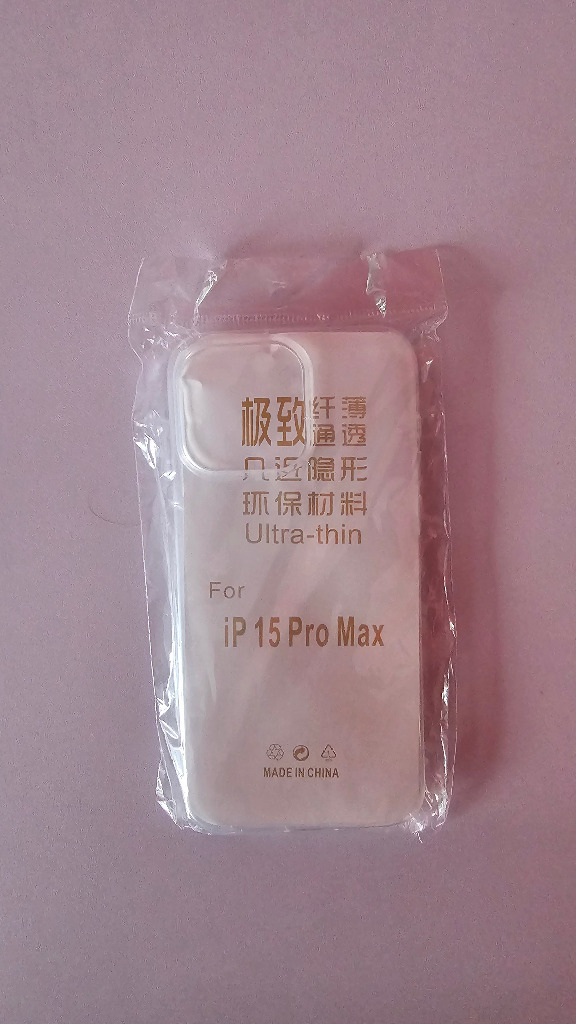 极致纤薄
通透
几近隐形
环保材料
Ultra-thin
For
iP 15 Pro Max
MADE IN CHINA